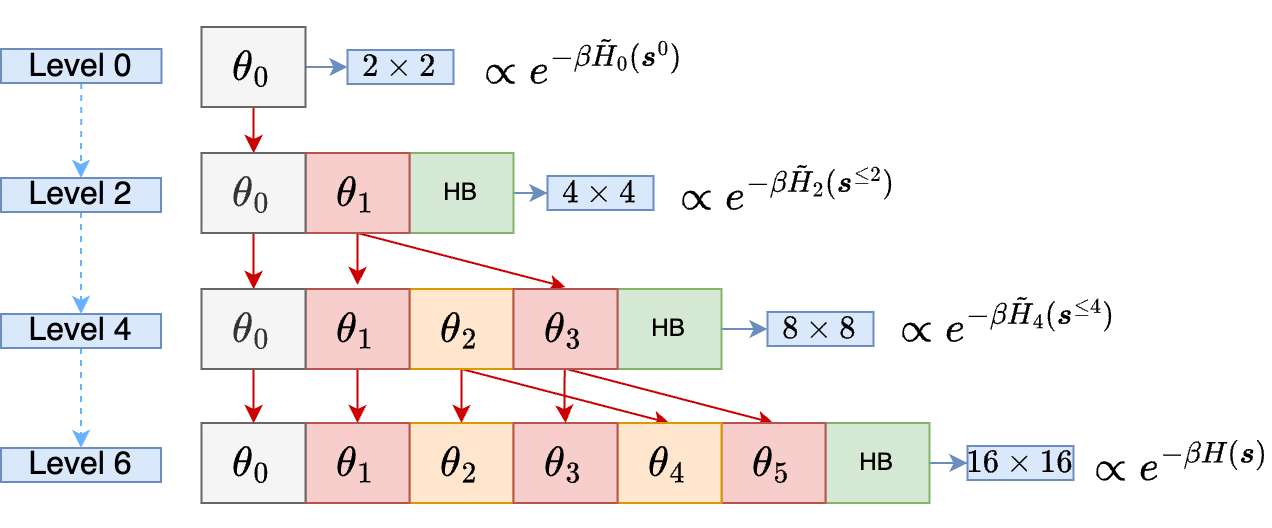 Level 0 θ₀ 2 × 2 ∝ e^{−βH̃₀(s⁰)}
Level 2 θ₀ θ₁ HB 4 × 4 ∝ e^{−βH̃₂(s^{≤2})}
Level 4 θ₀ θ₁ θ₂ θ₃ HB 8 × 8 ∝ e^{−βH̃₄(s^{≤4})}
Level 6 θ₀ θ₁ θ₂ θ₃ θ₄ θ₅ HB 16 × 16 ∝ e^{−βH(s)}